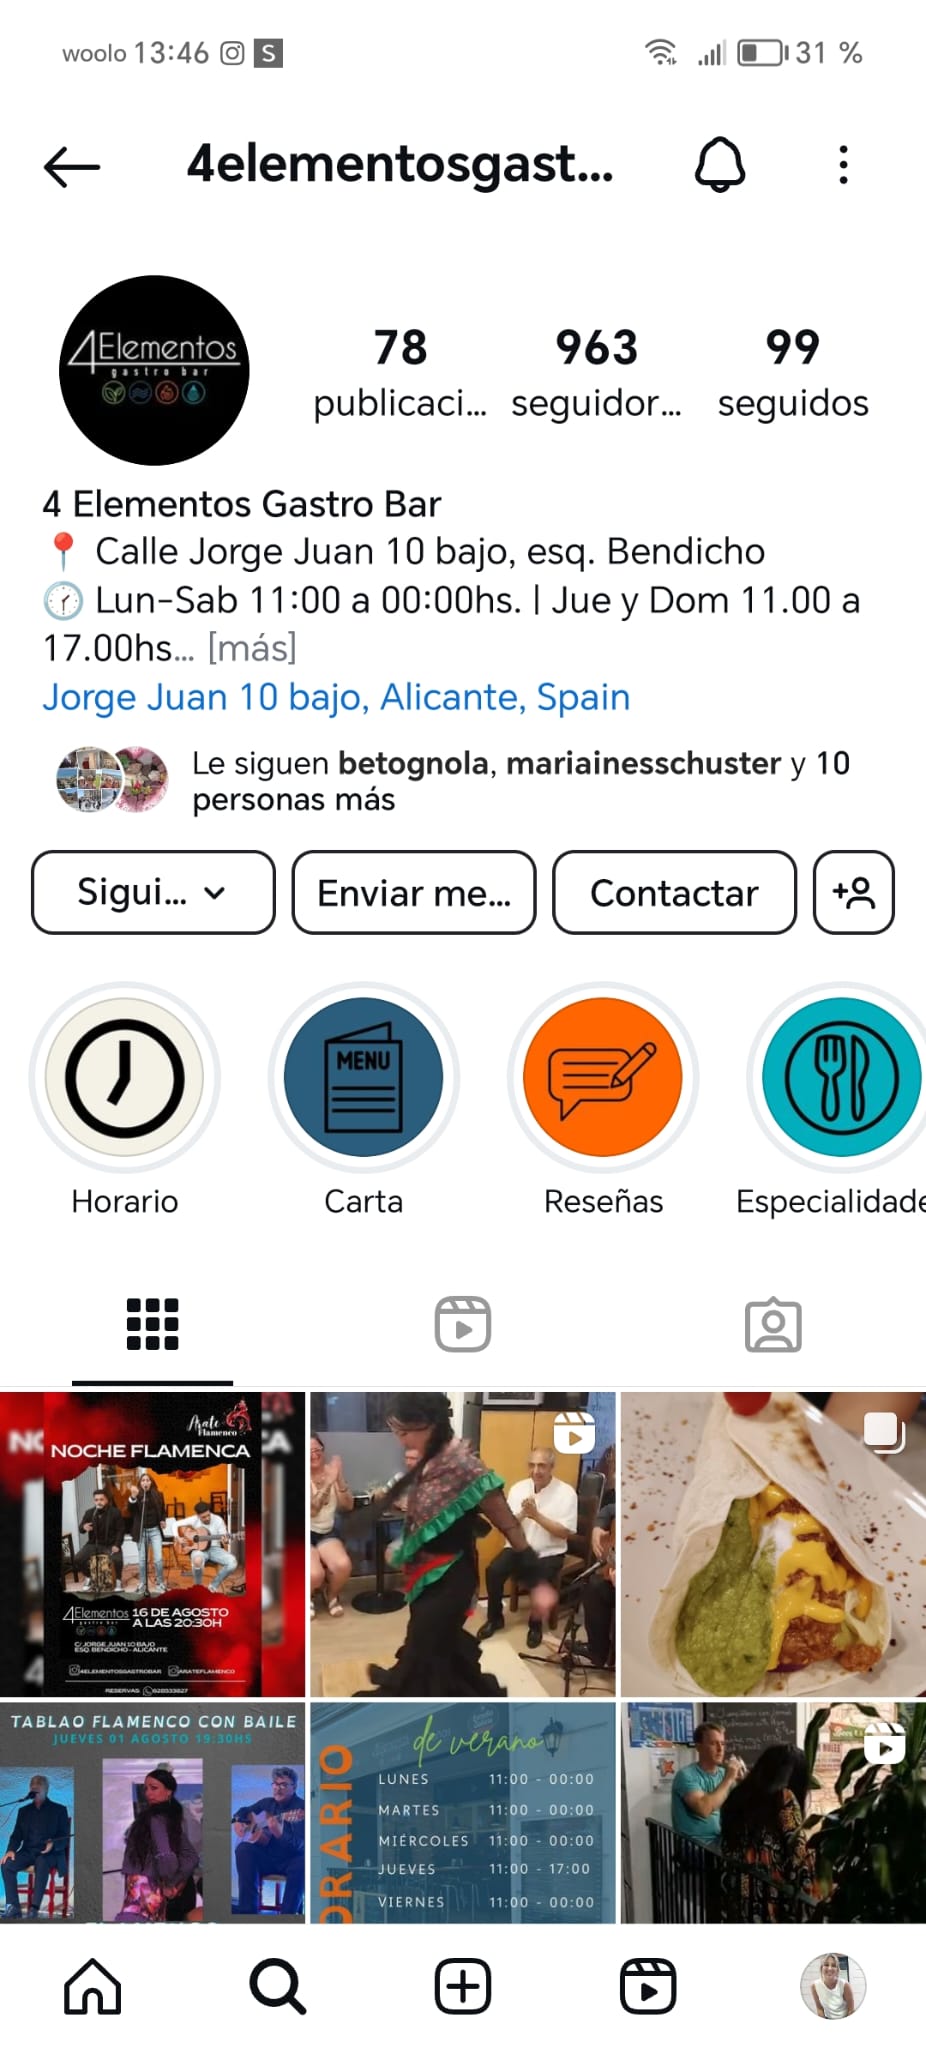 woolo 13:46 S 31 %
4elementosgast...
4Elementos
gastro bar
78 963 99
publicaci... seguidor... seguidos
4 Elementos Gastro Bar
📍 Calle Jorge Juan 10 bajo, esq. Bendicho
🕐 Lun-Sab 11:00 a 00:00hs. | Jue y Dom 11.00 a
17.00hs... [más]
Jorge Juan 10 bajo, Alicante, Spain
Le siguen betognola, mariainesschuster y 10
personas más
Sigui... Enviar me... Contactar
MENU
Horario Carta Reseñas Especialidade
Arate
Flamenco
NOCHE FLAMENCA
4Elementos 16 DE AGOSTO
A LAS 20:30H
C/ JORGE JUAN 10 BAJO
ESQ. BENDICHO - ALICANTE
4ELEMENTOSGASTROBAR ARATEFLAMENCO
RESERVAS 628533827
TABLAO FLAMENCO CON BAILE
JUEVES 01 AGOSTO 19:30HS
ORARIO
de verano
LUNES 11:00 - 00:00
MARTES 11:00 - 00:00
MIÉRCOLES 11:00 - 00:00
JUEVES 11:00 - 17:00
VIERNES 11:00 - 00:00